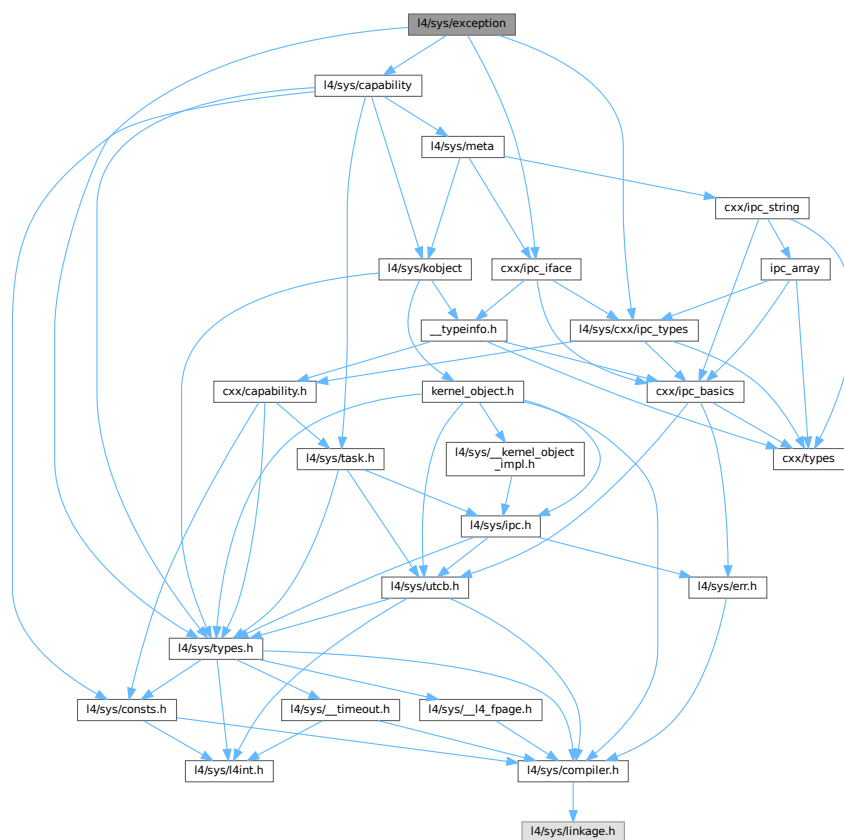 l4/sys/exception
l4/sys/capability
l4/sys/meta
cxx/ipc_string
l4/sys/kobject
cxx/ipc_iface
ipc_array
__typeinfo.h
l4/sys/cxx/ipc_types
cxx/capability.h
kernel_object.h
cxx/ipc_basics
l4/sys/task.h
l4/sys/__kernel_object
_impl.h
cxx/types
l4/sys/ipc.h
l4/sys/utcb.h
l4/sys/err.h
l4/sys/types.h
l4/sys/consts.h
l4/sys/__timeout.h
l4/sys/__l4_fpage.h
l4/sys/l4int.h
l4/sys/compiler.h
l4/sys/linkage.h